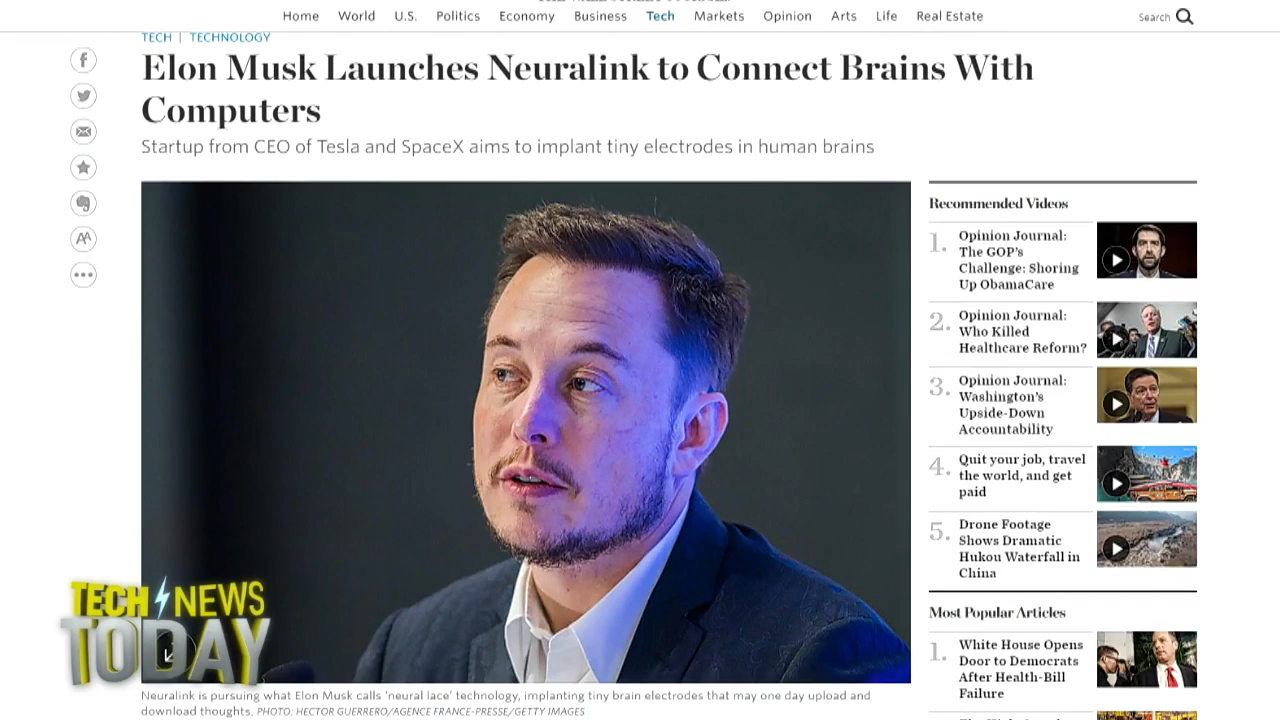 Home World U.S. Politics Economy Business Tech Markets Opinion Arts Life Real Estate Search
TECH | TECHNOLOGY
Elon Musk Launches Neuralink to Connect Brains With
Computers
Startup from CEO of Tesla and SpaceX aims to implant tiny electrodes in human brains
AA
Neuralink is pursuing what Elon Musk calls 'neural lace' technology, implanting tiny brain electrodes that may one day upload and
download thoughts. PHOTO: HECTOR GUERRERO/AGENCE FRANCE-PRESSE/GETTY IMAGES
TECH NEWS
TODAY
Recommended Videos
1. Opinion Journal:
The GOP's
Challenge: Shoring
Up ObamaCare
2. Opinion Journal:
Who Killed
Healthcare Reform?
3. Opinion Journal:
Washington's
Upside-Down
Accountability
4. Quit your job, travel
the world, and get
paid
5. Drone Footage
Shows Dramatic
Hukou Waterfall in
China
Most Popular Articles
1. White House Opens
Door to Democrats
After Health-Bill
Failure